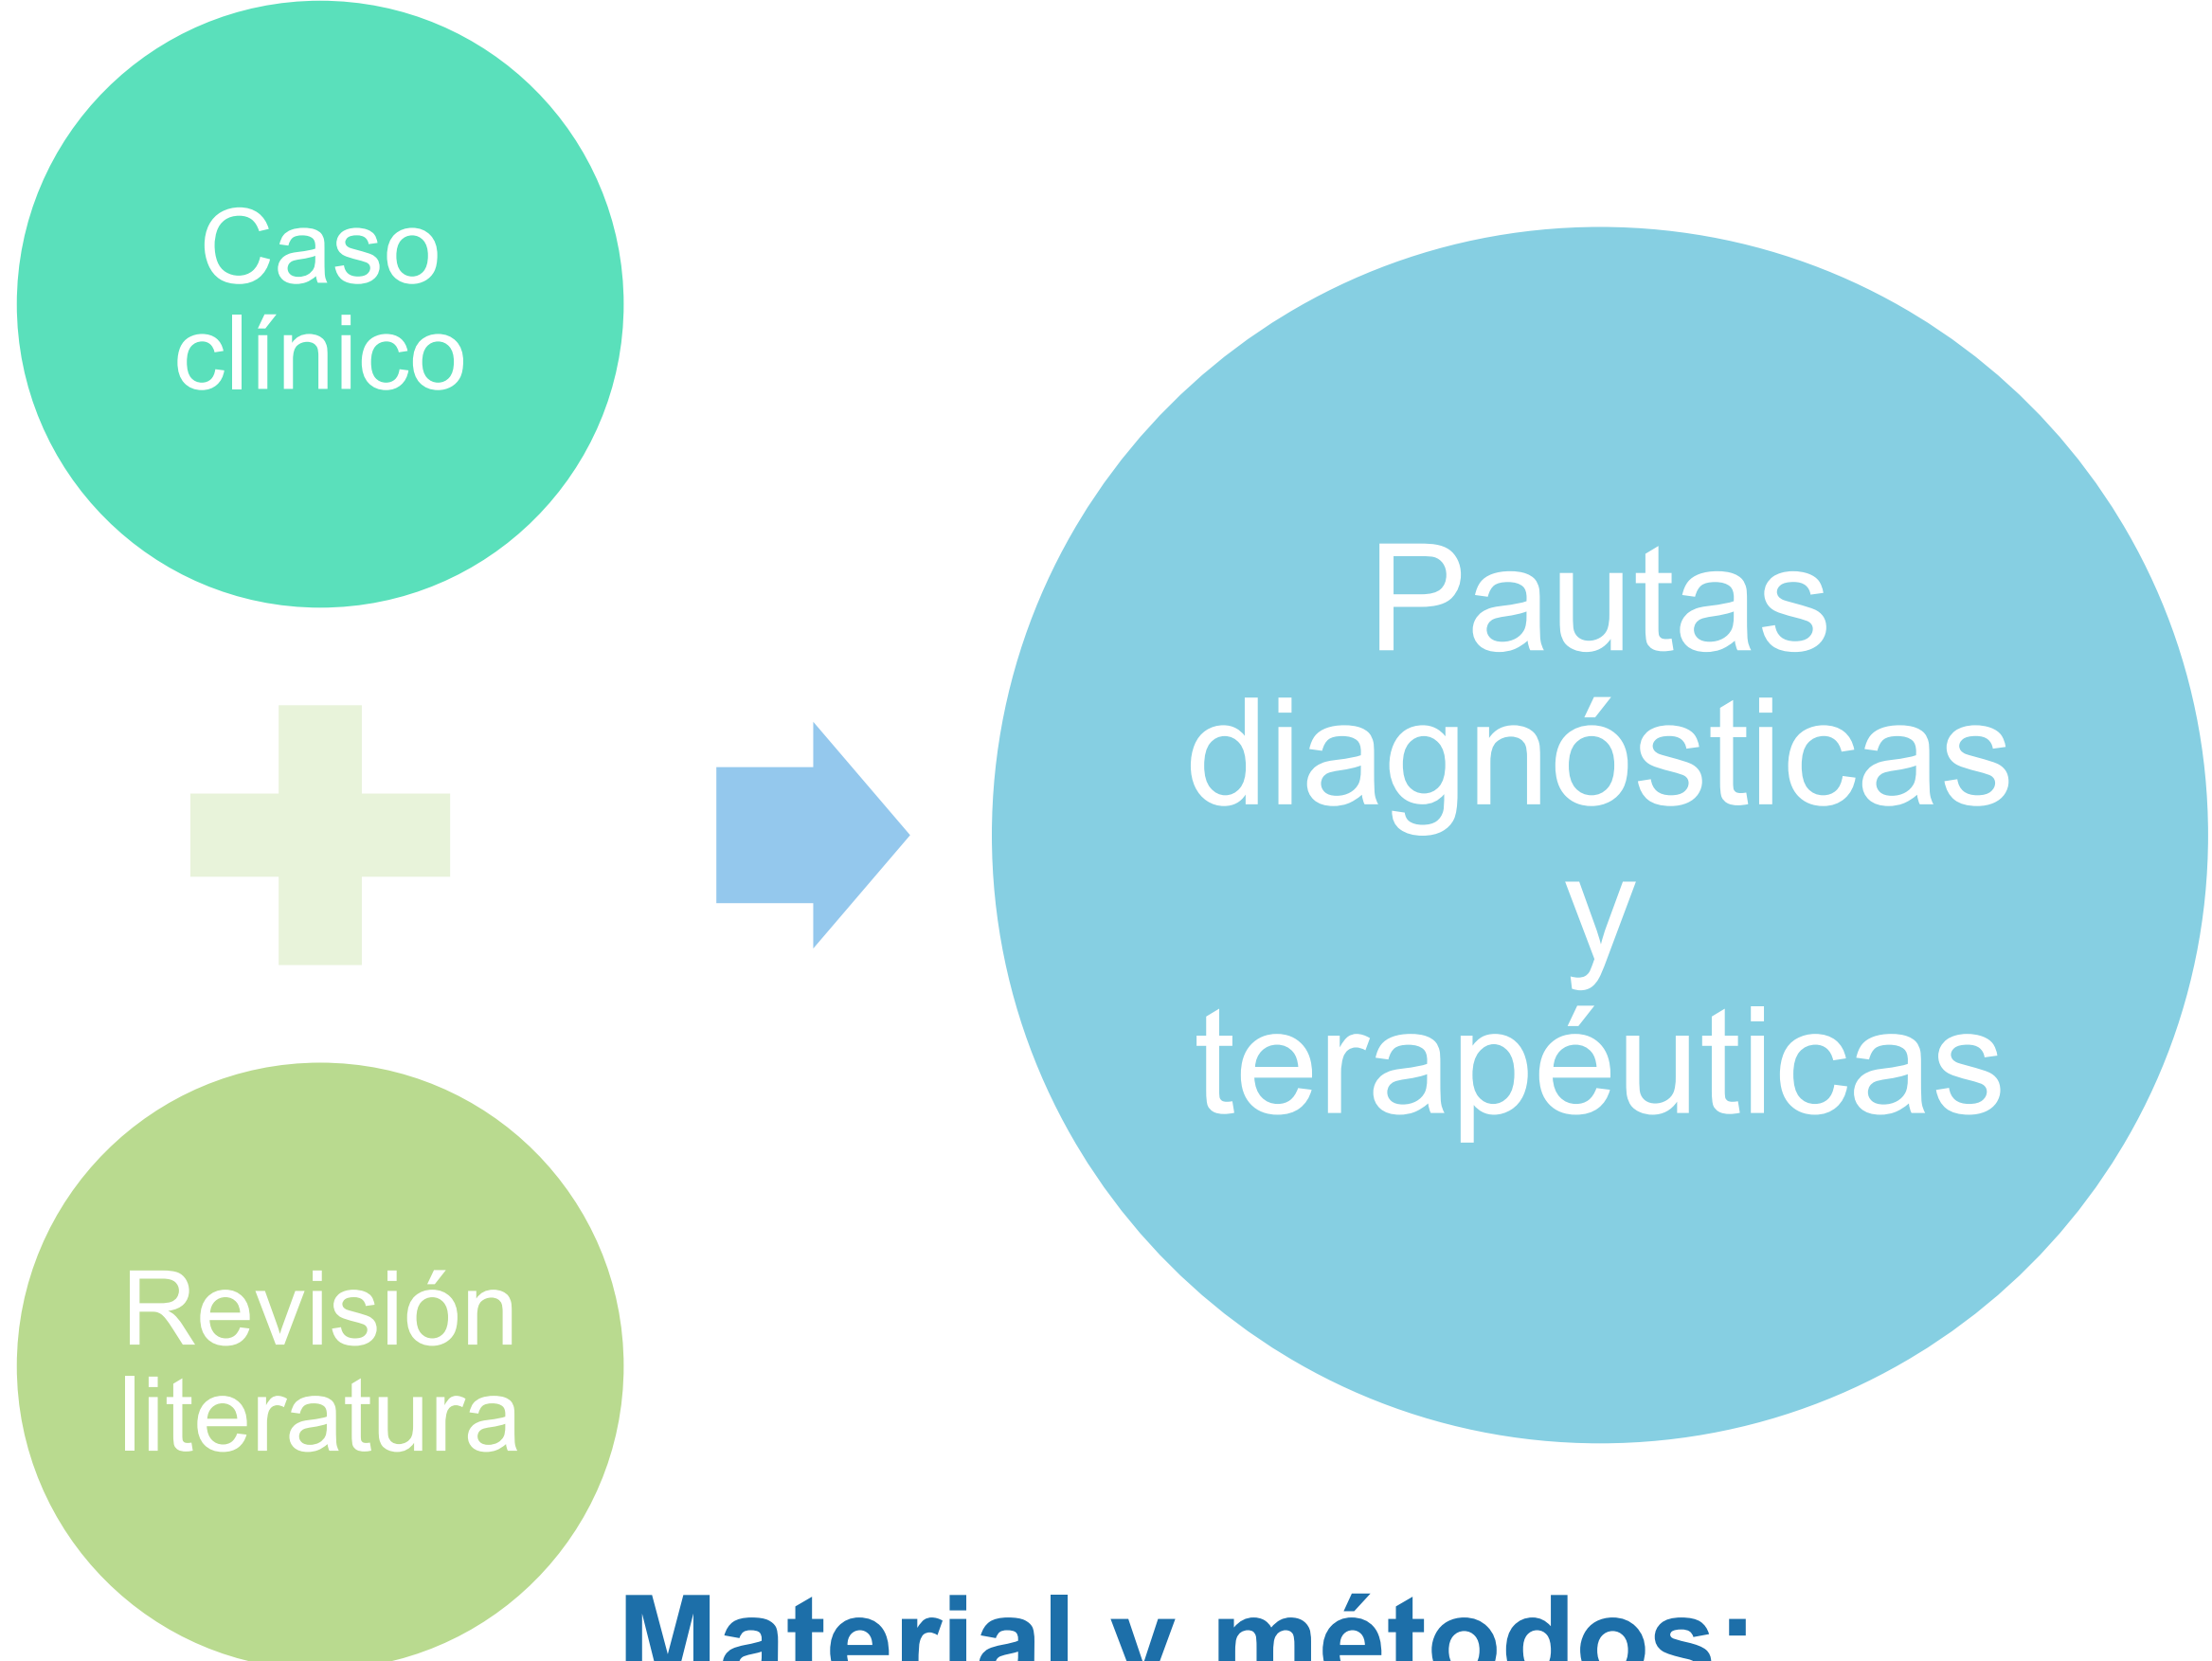 Caso
clínico
Pautas
diagnósticas
y
terapéuticas
Revisión
literatura
Material y métodos: